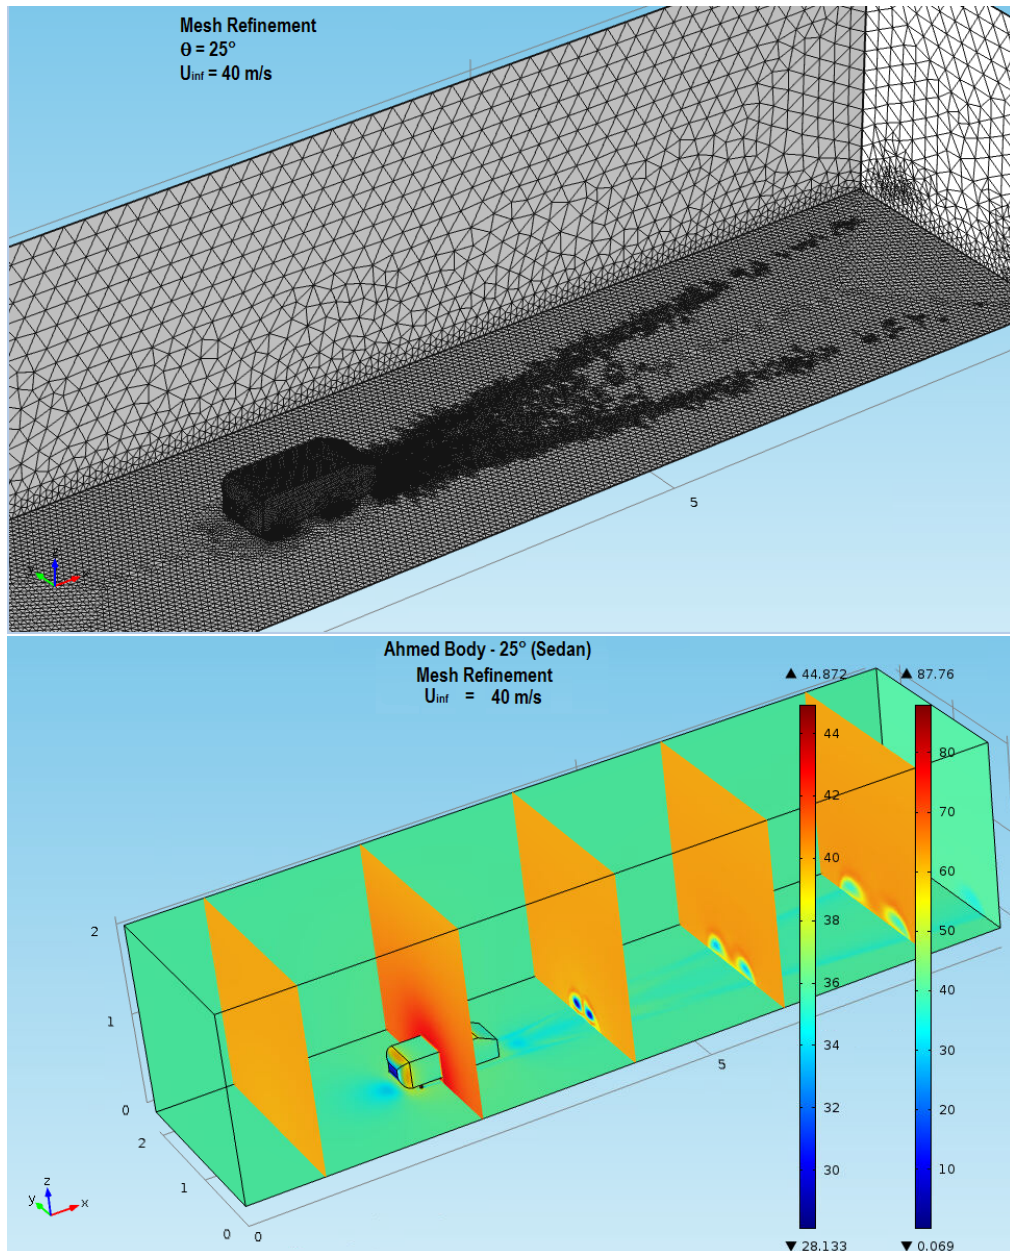 Mesh Refinement
θ = 25°
Uinf = 40 m/s
5
Ahmed Body - 25° (Sedan)
Mesh Refinement
Uinf = 40 m/s
▲ 44.872 ▲ 87.76
44
80
42
70
40
60
38
50
36
40
34
30
32
20
30
10
▼ 28.133 ▼ 0.069
2
1
0
2
1
0
0
5
z
y
x